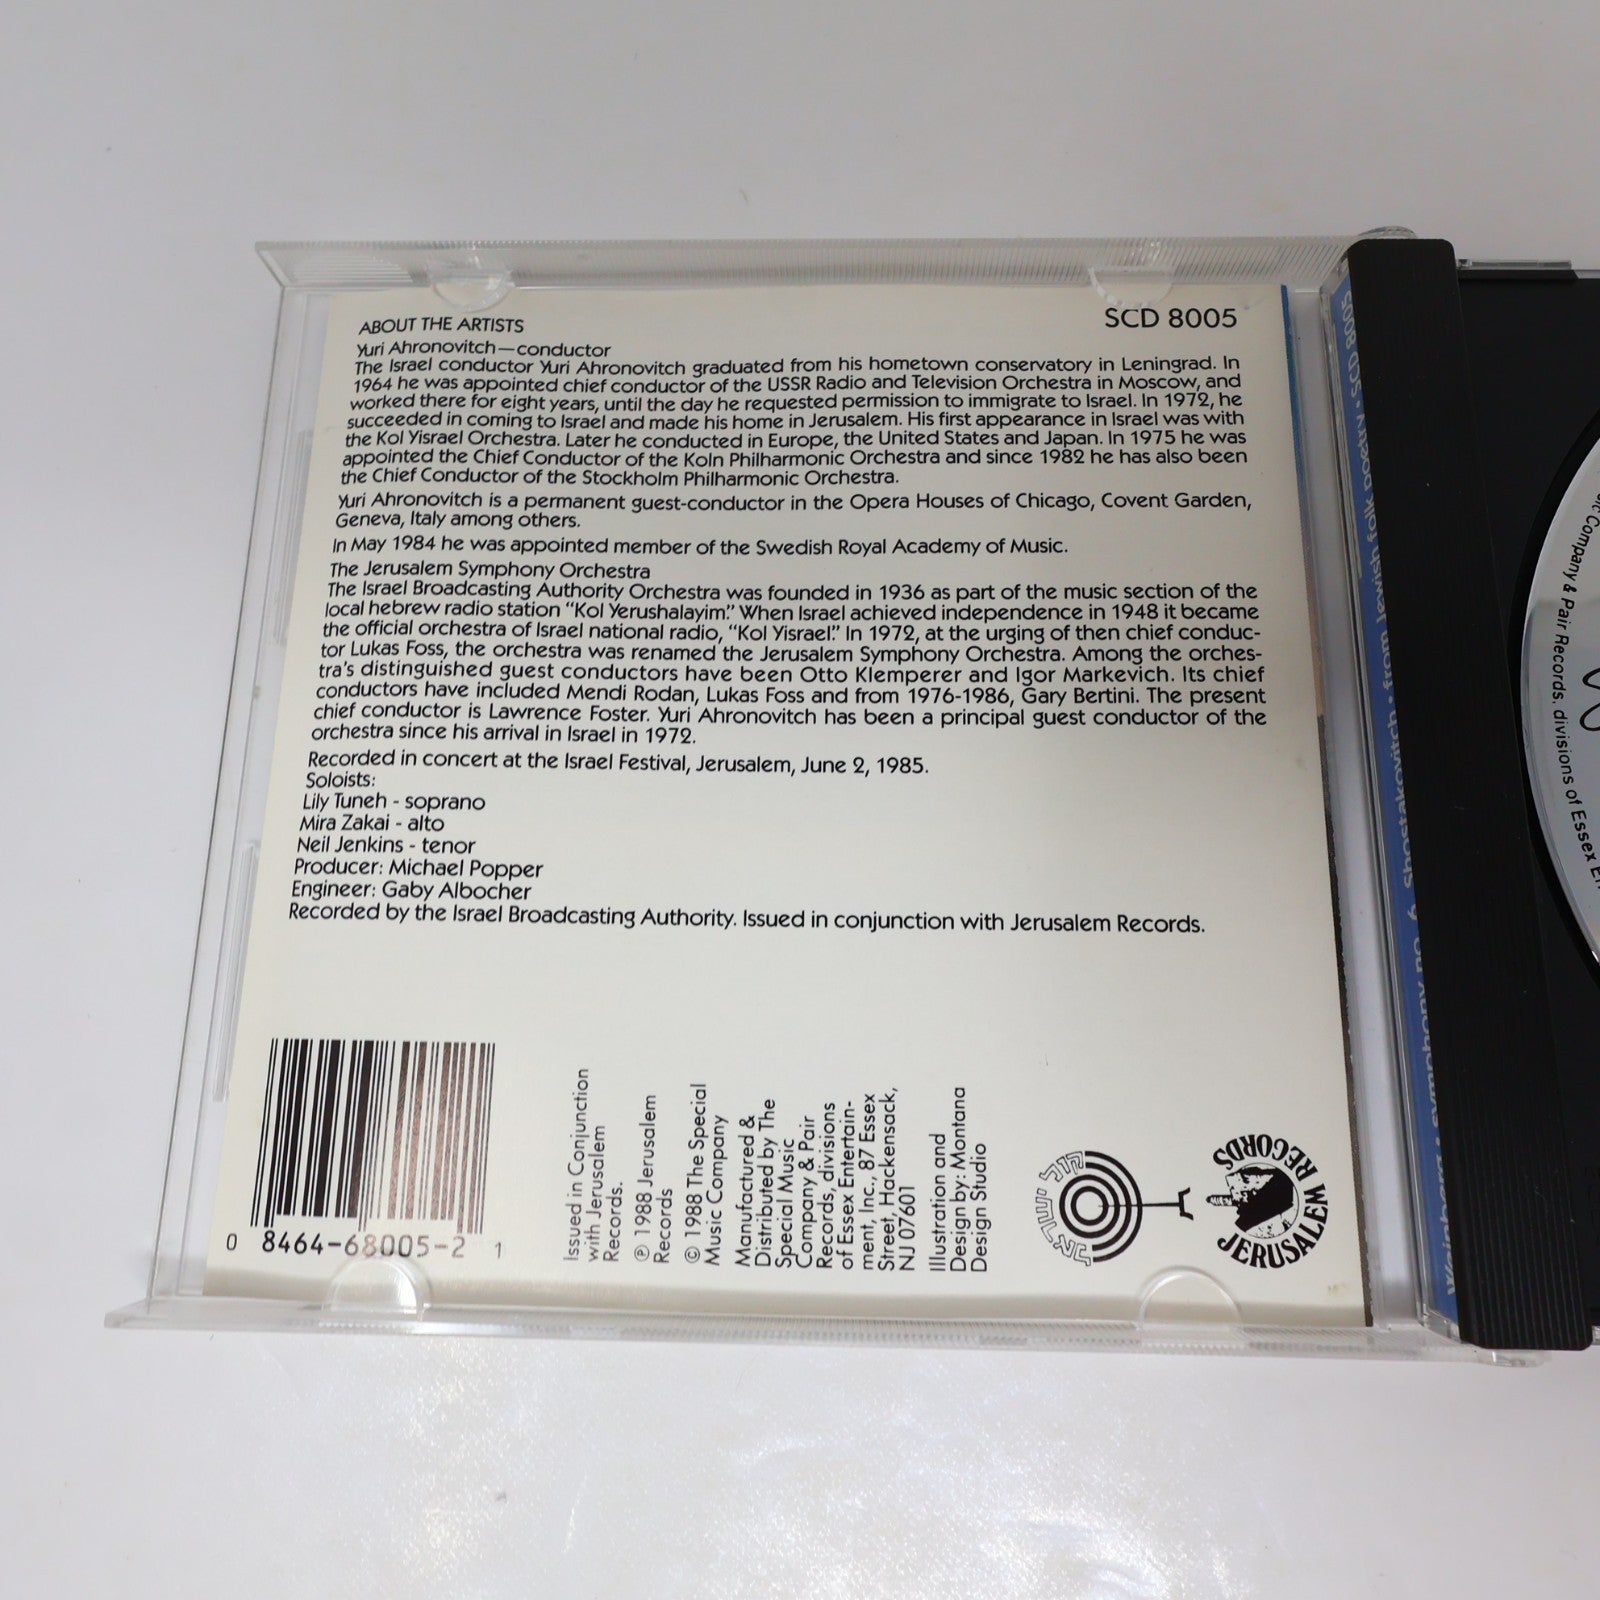 ABOUT THE ARTISTS
SCD 8005
Yuri Ahronovitch—conductor
The Israel conductor Yuri Ahronovitch graduated from his hometown conservatory in Leningrad. In
1964 he was appointed chief conductor of the USSR Radio and Television Orchestra in Moscow, and
worked there for eight years, until the day he requested permission to immigrate to Israel. In 1972, he
succeeded in coming to Israel and made his home in Jerusalem. His first appearance in Israel was with
the Kol Yisrael Orchestra. Later he conducted in Europe, the United States and Japan. In 1975 he was
appointed the Chief Conductor of the Koln Philharmonic Orchestra and since 1982 he has also been
the Chief Conductor of the Stockholm Philharmonic Orchestra.
Yuri Ahronovitch is a permanent guest-conductor in the Opera Houses of Chicago, Covent Garden,
Geneva, Italy among others.
In May 1984 he was appointed member of the Swedish Royal Academy of Music.
The Jerusalem Symphony Orchestra
The Israel Broadcasting Authority Orchestra was founded in 1936 as part of the music section of the
local hebrew radio station "Kol Yerushalayim." When Israel achieved independence in 1948 it became
the official orchestra of Israel national radio, "Kol Yisrael." In 1972, at the urging of then chief conduc-
tor Lukas Foss, the orchestra was renamed the Jerusalem Symphony Orchestra. Among the orches-
tra's distinguished guest conductors have been Otto Klemperer and Igor Markevich. Its chief
conductors have included Mendi Rodan, Lukas Foss and from 1976-1986, Gary Bertini. The present
chief conductor is Lawrence Foster. Yuri Ahronovitch has been a principal guest conductor of the
orchestra since his arrival in Israel in 1972.
Recorded in concert at the Israel Festival, Jerusalem, June 2, 1985.
Soloists:
Lily Tuneh - soprano
Mira Zakai - alto
Neil Jenkins - tenor
Producer: Michael Popper
Engineer: Gaby Albocher
Recorded by the Israel Broadcasting Authority. Issued in conjunction with Jerusalem Records.
0 8464-68005-2 1
Issued in Conjunction
with Jerusalem
Records.
℗ 1988 Jerusalem
Records
© 1988 The Special
Music Company
Manufactured &
Distributed by The
Special Music
Company & Pair
Records, divisions
of Essex Entertain-
ment, Inc., 87 Essex
Street, Hackensack,
NJ 07601
Illustration and
Design by: Montana
Design Studio
קול ישראל
JERUSALEM RECORDS
symphony no. 6 Shostakovitch • from Jewish folk poetry • SCD 8005
Company & Pair Records, divisions of Essex